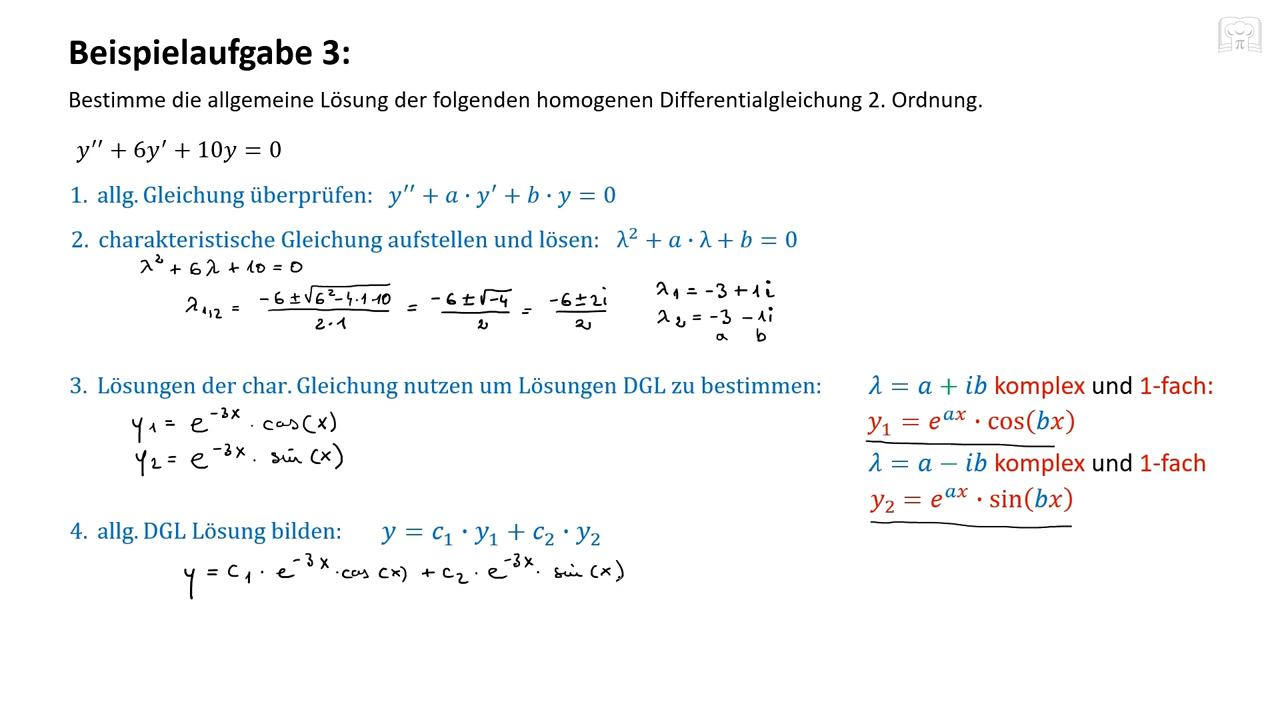 Beispielaufgabe 3:
Bestimme die allgemeine Lösung der folgenden homogenen Differentialgleichung 2. Ordnung.
y′′ + 6y′ + 10y = 0
1. allg. Gleichung überprüfen: y′′ + a · y′ + b · y = 0
2. charakteristische Gleichung aufstellen und lösen: λ² + a · λ + b = 0
λ² + 6λ + 10 = 0
λ₁,₂ = (-6 ± √(6² - 4·1·10)) / (2·1) = (-6 ± √-4) / 2 = (-6 ± 2i) / 2
λ₁ = -3 + 1i
λ₂ = -3 - 1i
a b
3. Lösungen der char. Gleichung nutzen um Lösungen DGL zu bestimmen:
y₁ = e^(-3x) · cos(x)
y₂ = e^(-3x) · sin(x)
λ = a + ib komplex und 1-fach:
y₁ = e^(ax) · cos(bx)
λ = a − ib komplex und 1-fach
y₂ = e^(ax) · sin(bx)
4. allg. DGL Lösung bilden: y = c₁ · y₁ + c₂ · y₂
y = c₁ · e^(-3x) · cos(x) + c₂ · e^(-3x) · sin(x)
π